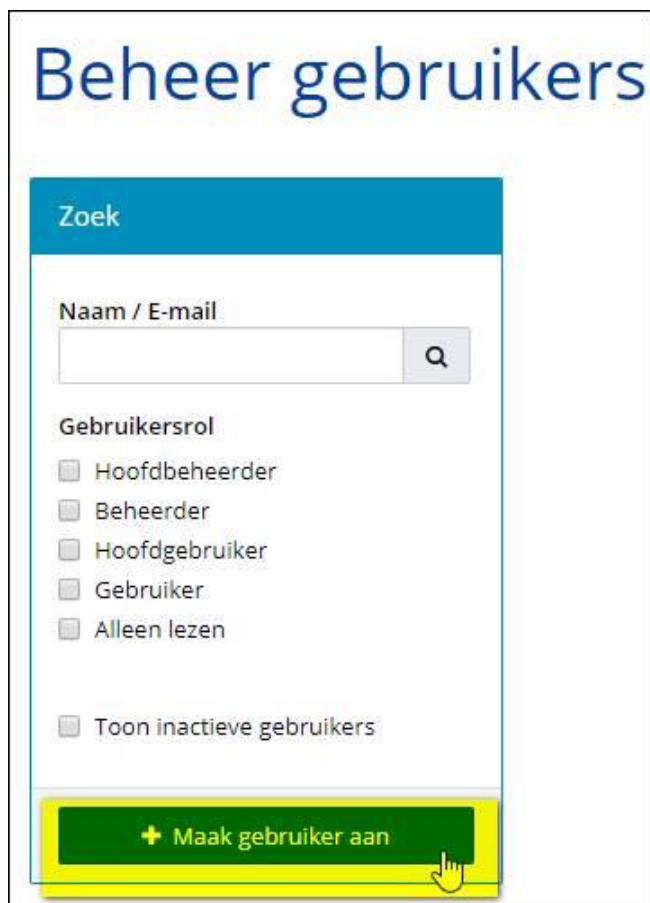 Beheer gebruikers
Zoek
Naam / E-mail
Gebruikersrol
Hoofdbeheerder
Beheerder
Hoofdgebruiker
Gebruiker
Alleen lezen
Toon inactieve gebruikers
+ Maak gebruiker aan